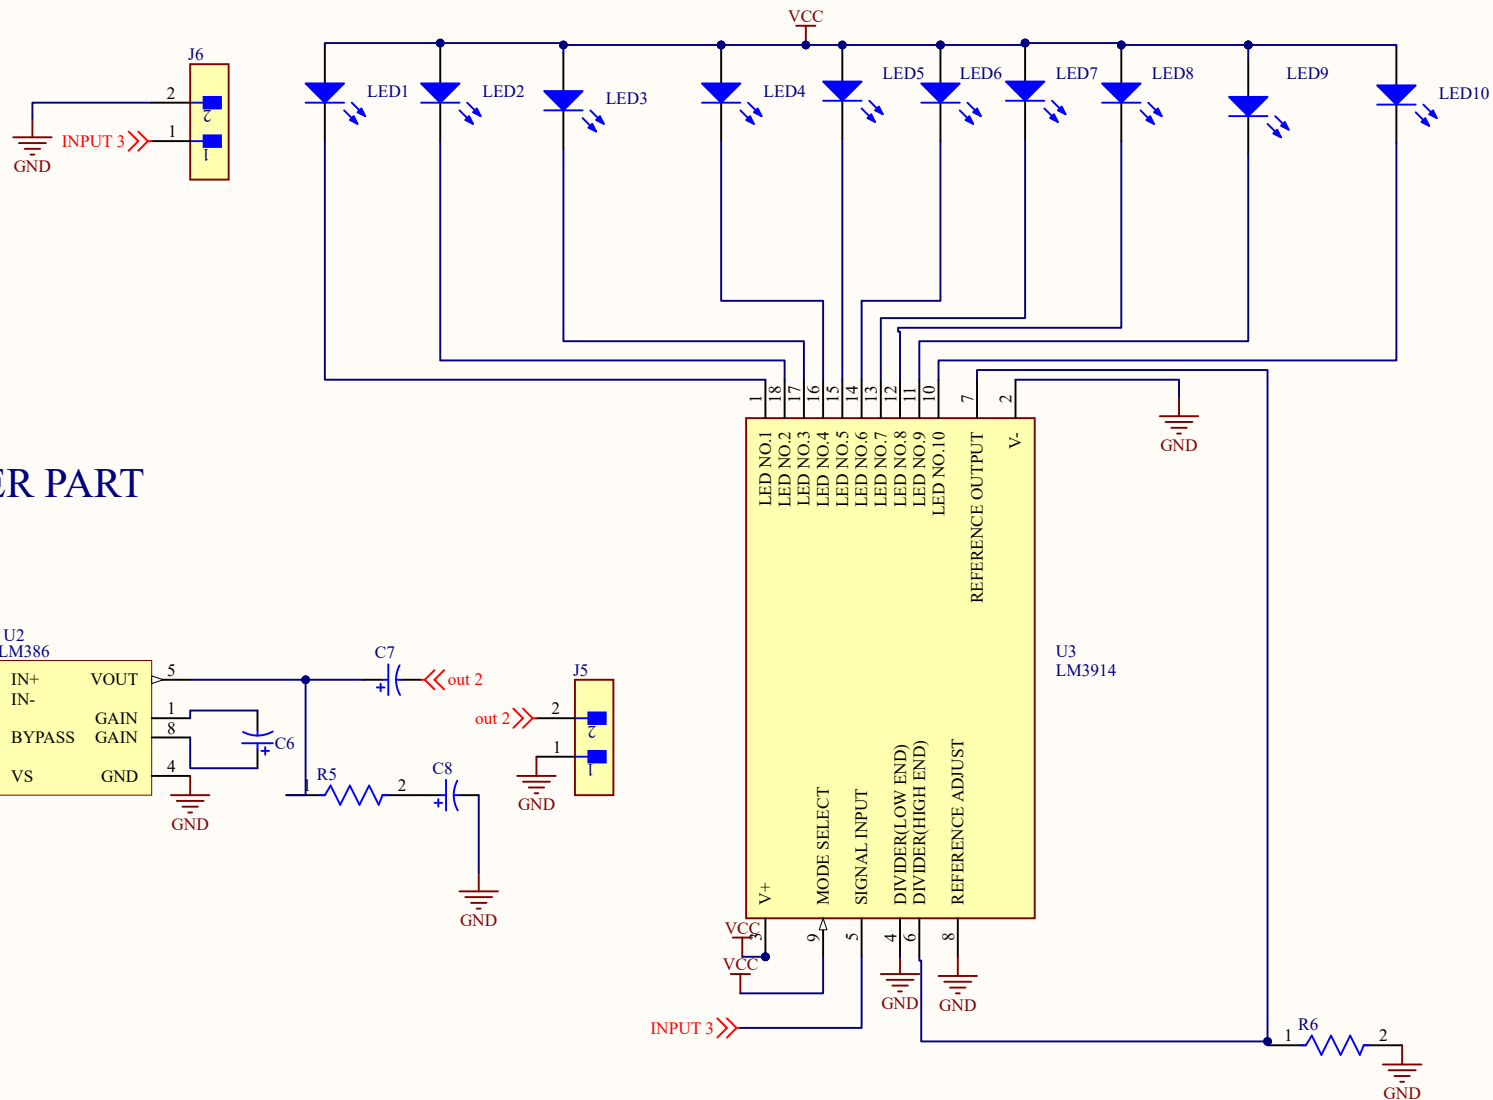 VCC
J6
2
2
1
1
INPUT 3
GND
LED1
LED2
LED3
LED4
LED5
LED6
LED7
LED8
LED9
LED10
1
18
17
16
15
14
13
12
11
10
7
2
LED NO.1
LED NO.2
LED NO.3
LED NO.4
LED NO.5
LED NO.6
LED NO.7
LED NO.8
LED NO.9
LED NO.10
REFERENCE OUTPUT
V-
GND
ER PART
U2
LM386
IN+
IN-
BYPASS
VS
VOUT
GAIN
GAIN
GND
5
1
8
4
GND
C6
C7
out 2
R5
1
2
C8
GND
J5
out 2
2
2
1
1
GND
U3
LM3914
V+
MODE SELECT
SIGNAL INPUT
DIVIDER(LOW END)
DIVIDER(HIGH END)
REFERENCE ADJUST
3
9
5
4
6
8
VCC
VCC
INPUT 3
GND
GND
R6
1
2
GND